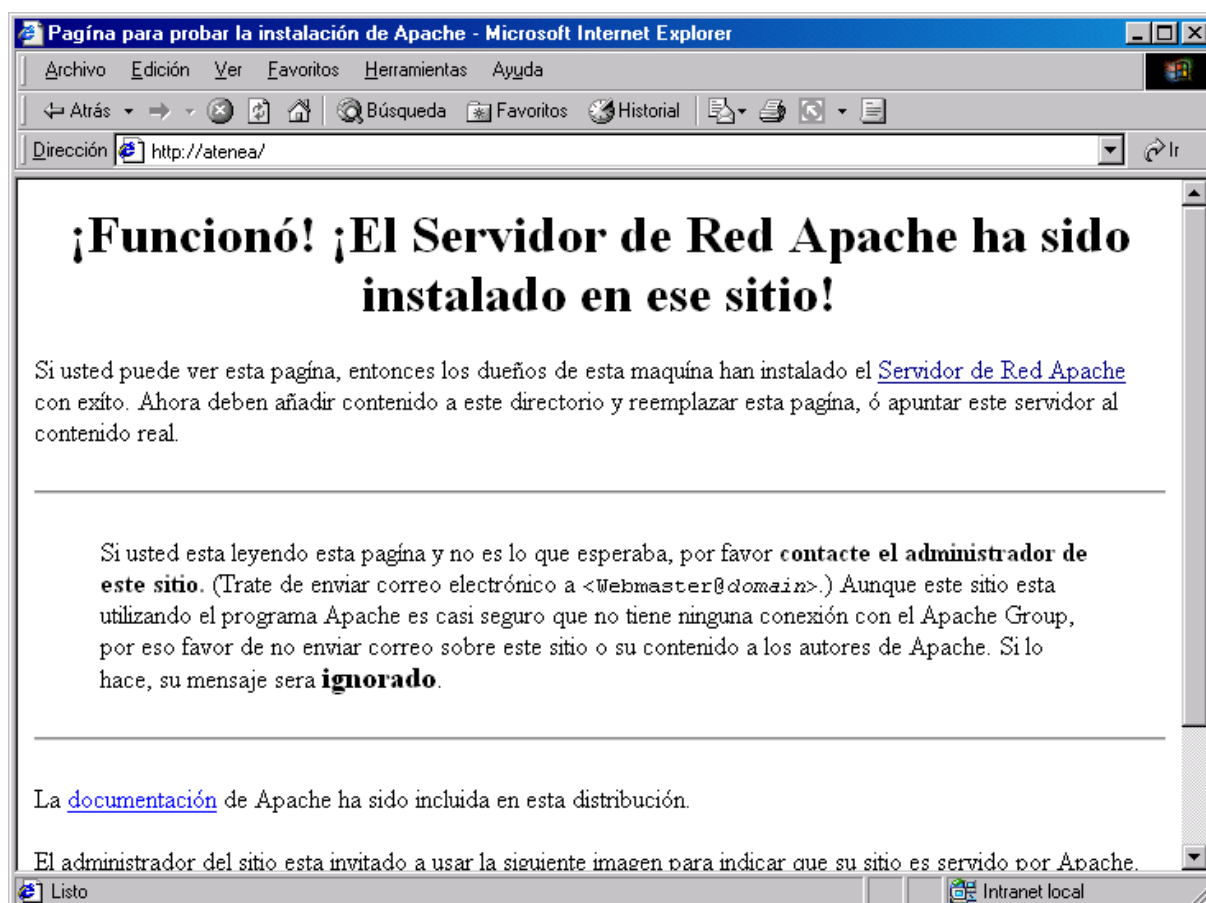 Pagína para probar la instalación de Apache - Microsoft Internet Explorer
Archivo Edición Ver Favoritos Herramientas Ayuda
Atrás Búsqueda Favoritos Historial
Dirección http://atenea/ Ir
¡Funcionó! ¡El Servidor de Red Apache ha sido
instalado en ese sitio!
Si usted puede ver esta pagína, entonces los dueños de esta maquína han instalado el Servidor de Red Apache
con exíto. Ahora deben añadir contenido a este directorio y reemplazar esta pagína, ó apuntar este servidor al
contenido real.
Si usted esta leyendo esta pagína y no es lo que esperaba, por favor contacte el administrador de
este sitio. (Trate de enviar correo electrónico a <Webmaster@domain>.) Aunque este sitio esta
utilizando el programa Apache es casi seguro que no tiene ninguna conexión con el Apache Group,
por eso favor de no enviar correo sobre este sitio o su contenido a los autores de Apache. Si lo
hace, su mensaje sera ignorado.
La documentación de Apache ha sido incluida en esta distribución.
El administrador del sitio esta invitado a usar la siguiente imagen para indicar que su sitio es servido por Apache.
Listo Intranet local